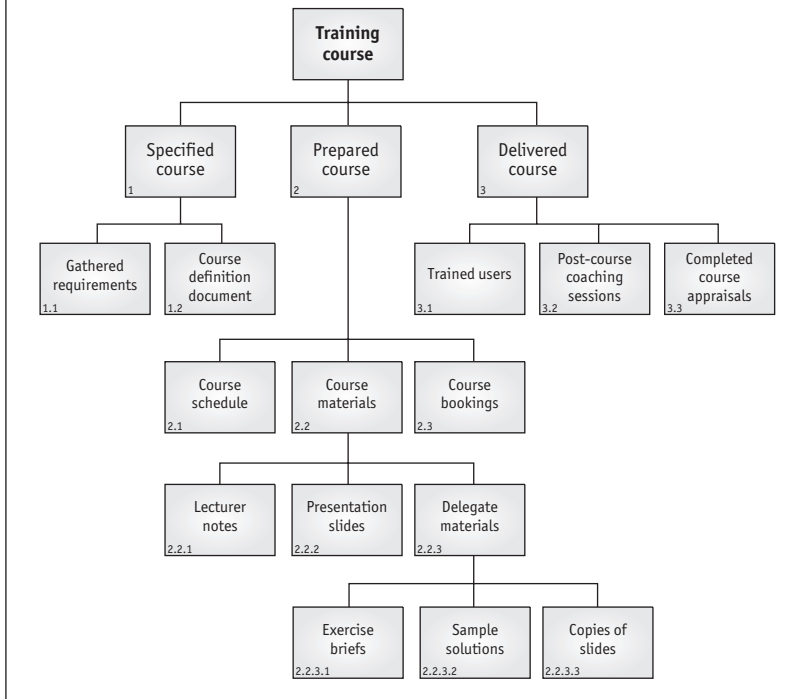 Training
course
Specified
course
1
Prepared
course
2
Delivered
course
3
Gathered
requirements
1.1
Course
definition
document
1.2
Trained users
3.1
Post-course
coaching
sessions
3.2
Completed
course
appraisals
3.3
Course
schedule
2.1
Course
materials
2.2
Course
bookings
2.3
Lecturer
notes
2.2.1
Presentation
slides
2.2.2
Delegate
materials
2.2.3
Exercise
briefs
2.2.3.1
Sample
solutions
2.2.3.2
Copies of
slides
2.2.3.3